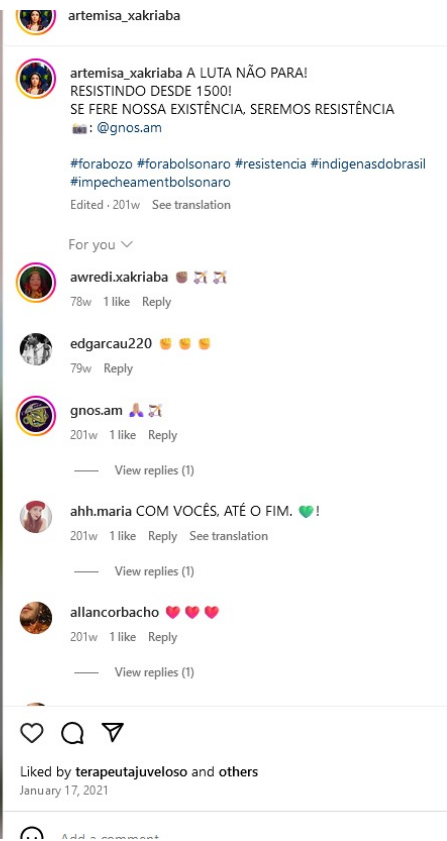 artemisa_xakriaba
artemisa_xakriaba A LUTA NÃO PARA!
RESISTINDO DESDE 1500!
SE FERE NOSSA EXISTÊNCIA, SEREMOS RESISTÊNCIA
📸: @gnos.am
#forabozo #forabolsonaro #resistencia #indigenasdobrasil
#impecheamentbolsonaro
Edited · 201w See translation
For you
awredi.xakriaba ✊🏽 🏹 🏹
78w 1 like Reply
edgarcau220 ✊ ✊ ✊
79w Reply
gnos.am 🙏🏽 🏹
201w 1 like Reply
View replies (1)
ahh.maria COM VOCÊS, ATÉ O FIM. 💚!
201w 1 like Reply See translation
View replies (1)
allancorbacho ❤️ ❤️ ❤️
201w 1 like Reply
View replies (1)
Liked by terapeutajuveloso and others
January 17, 2021
Add a comment